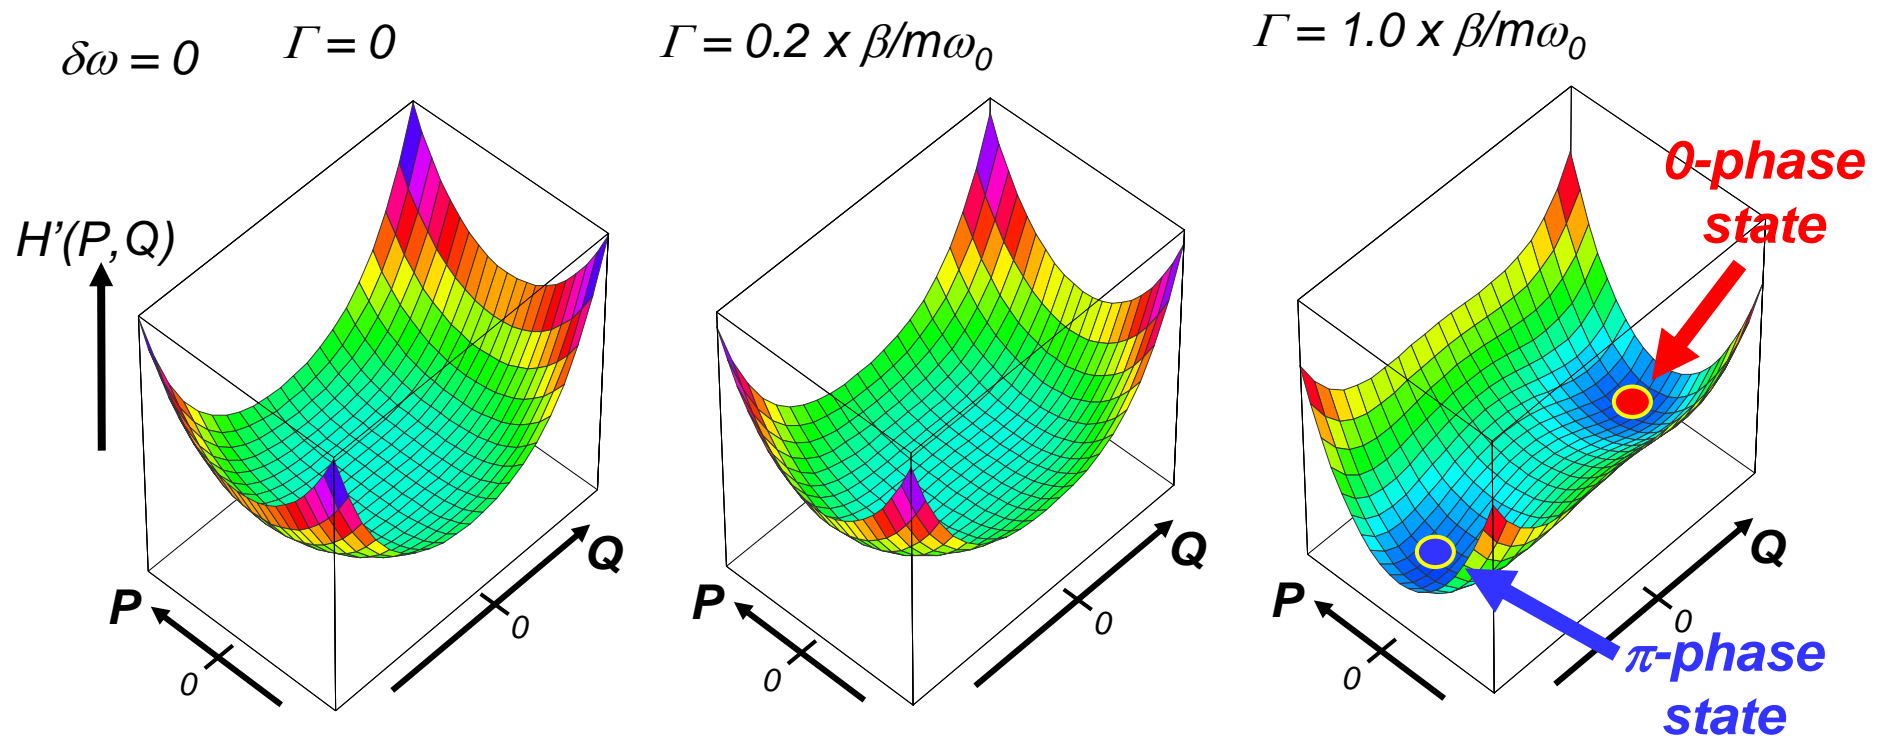 δω = 0
Γ = 0
Γ = 0.2 x β/mω₀
Γ = 1.0 x β/mω₀
H’(P,Q)
0-phase
state
Q
Q
Q
P
P
P
0
0
0
0
0
0
π-phase
state